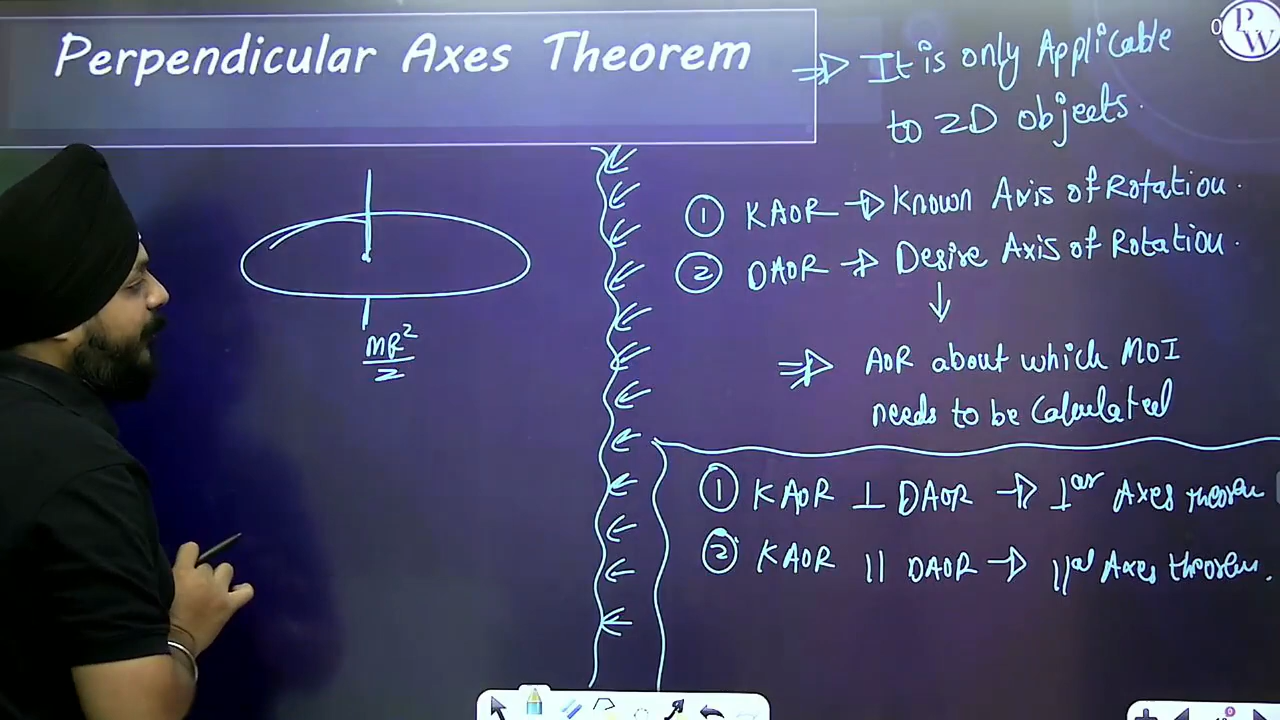 Perpendicular Axes Theorem
⇒ It is only Applicable
to 2D objects.
PW
MR²/2
① KAOR → Known Axis of Rotation.
② DAOR → Desire Axis of Rotation.
↓
⇒ AOR about which MOI
needs to be Calculated
① KAOR ⊥ DAOR → ⊥ar Axes theorem
② KAOR || DAOR → ||al Axes theorem.